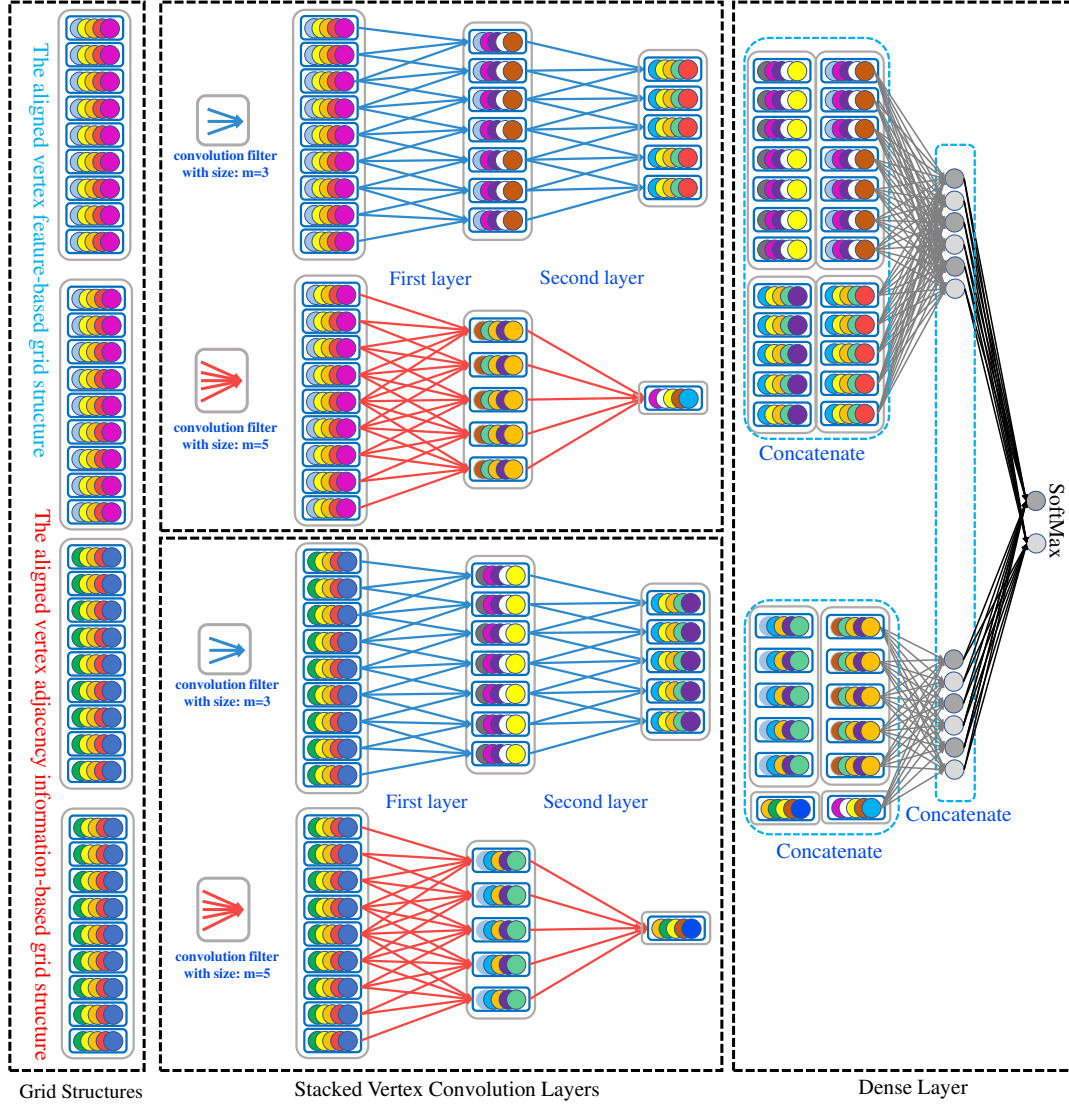 The aligned vertex feature-based grid structure
The aligned vertex adjacency information-based grid structure
Grid Structures
convolution filter
with size: m=3
First layer
Second layer
convolution filter
with size: m=5
convolution filter
with size: m=3
First layer
Second layer
convolution filter
with size: m=5
Stacked Vertex Convolution Layers
Concatenate
SoftMax
Concatenate
Concatenate
Dense Layer